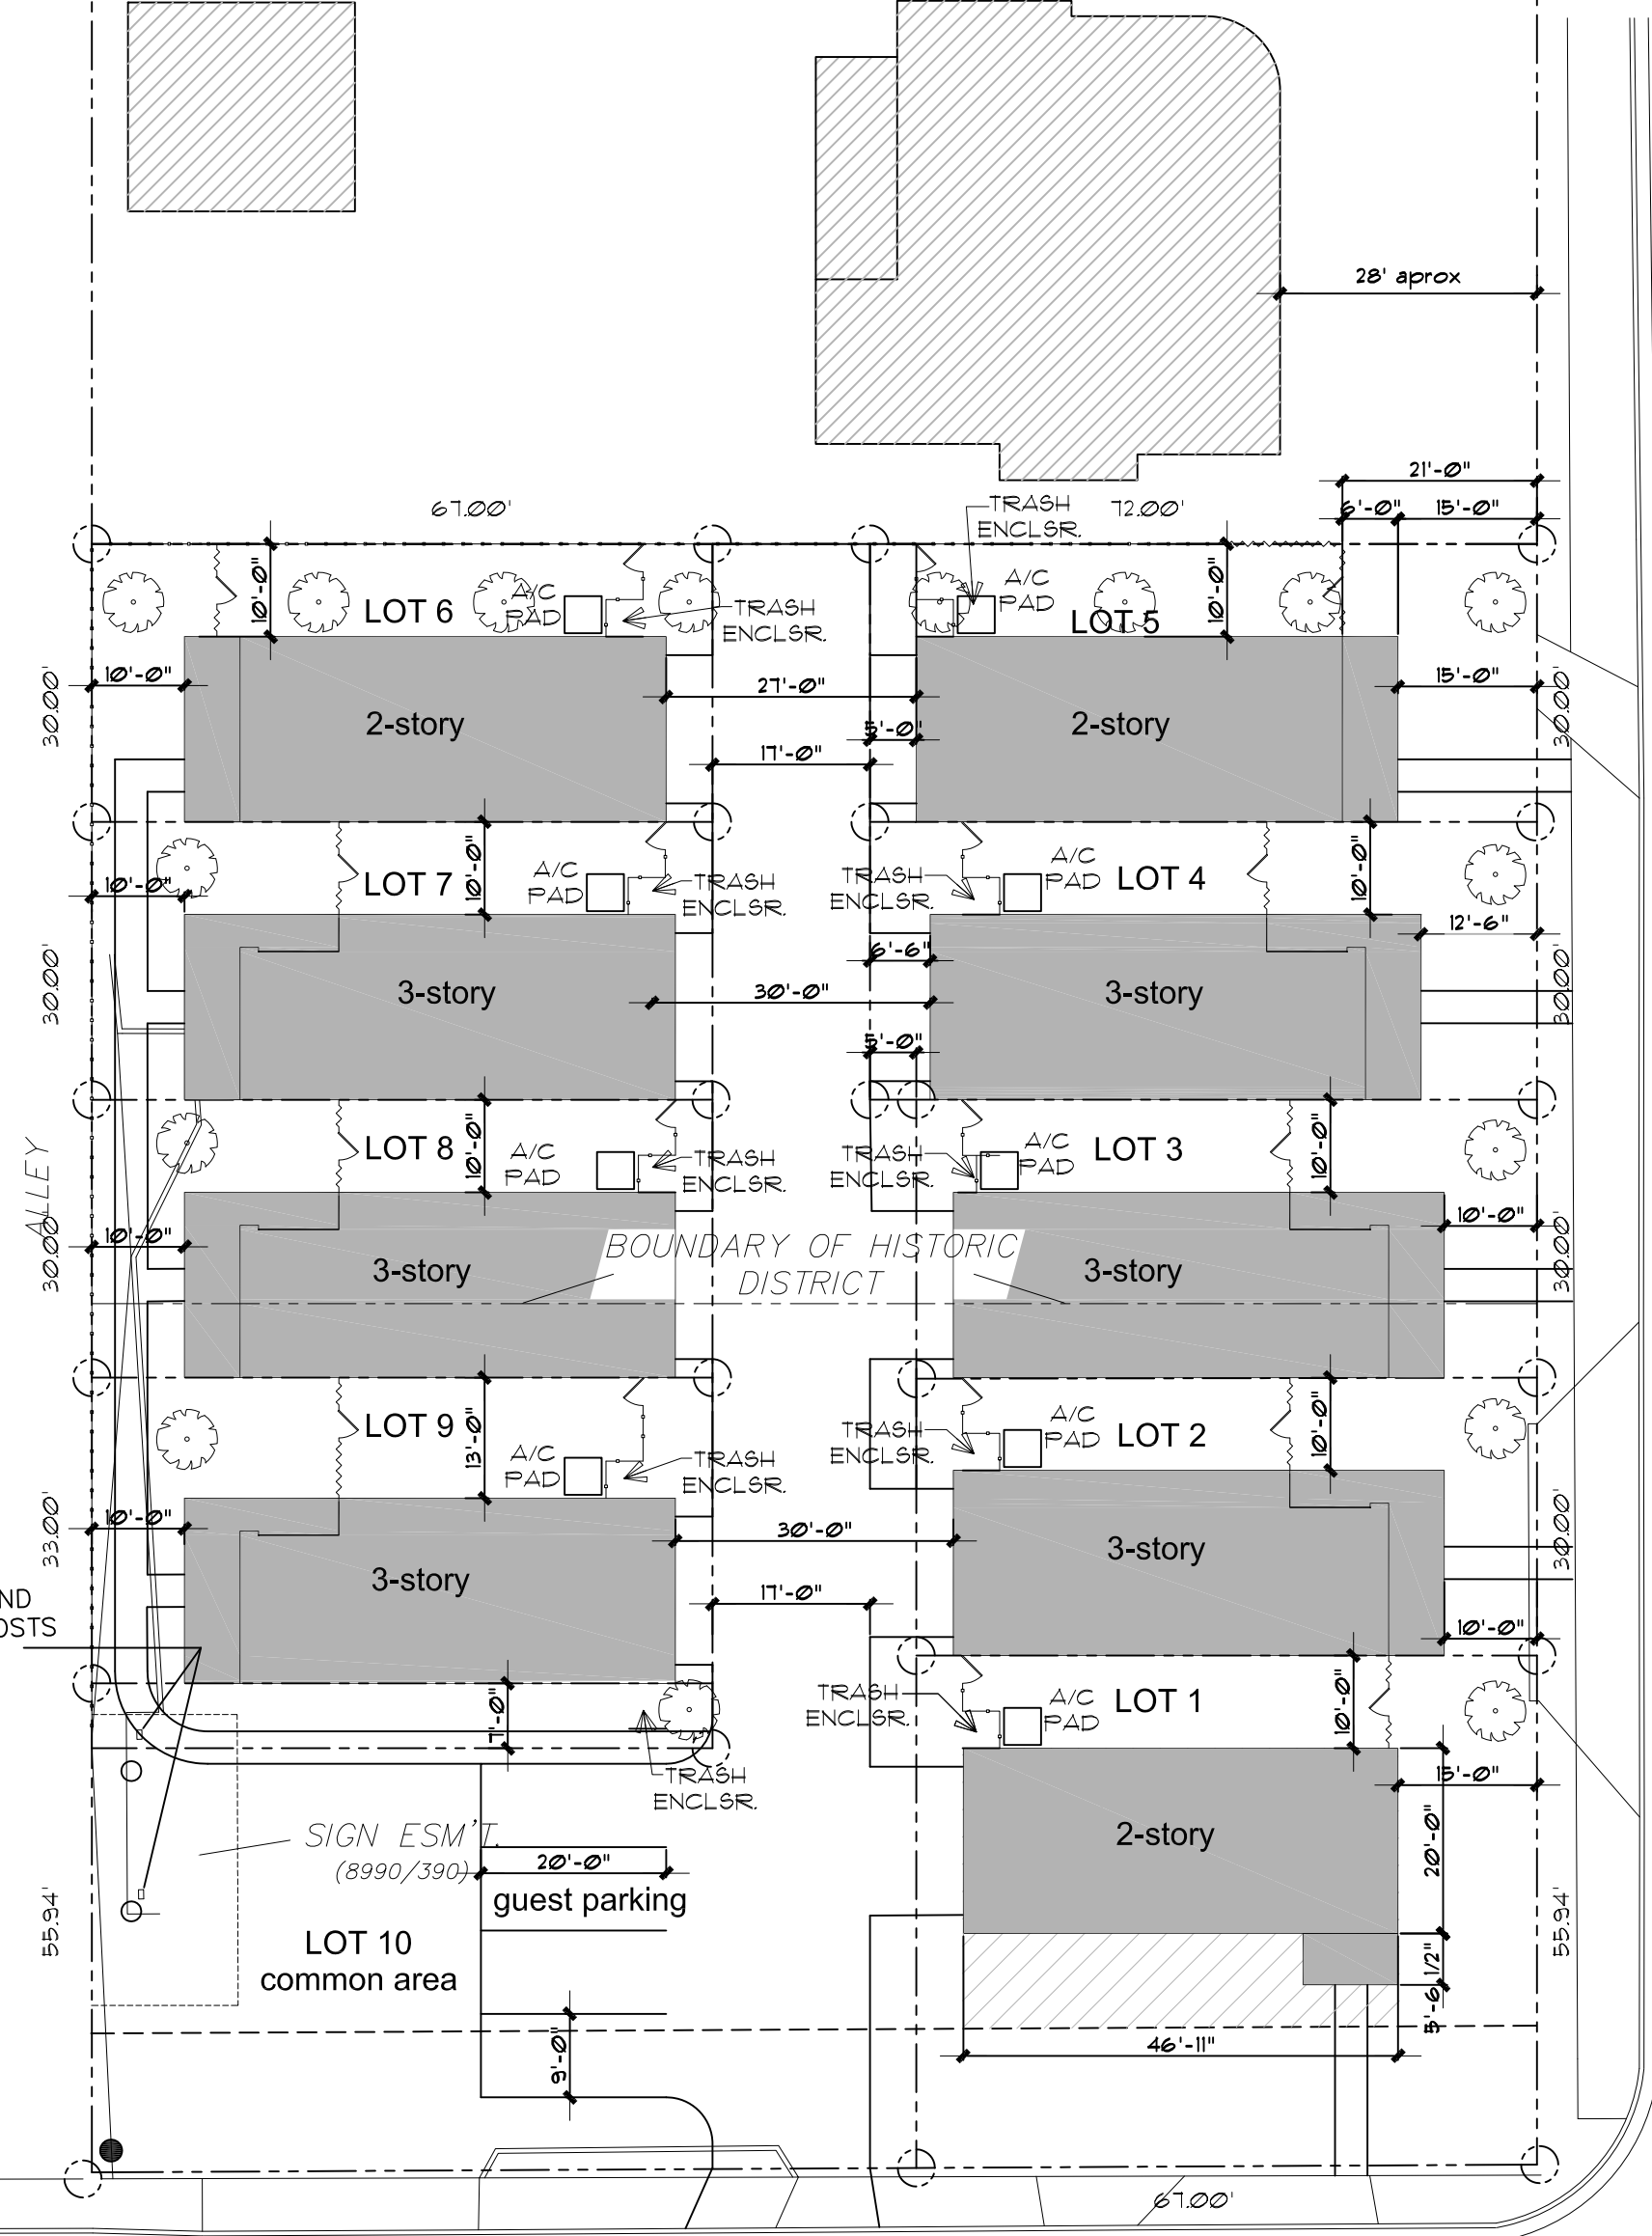 28' aprox
21'-0"
67.00'
TRASH
ENCLSR.
72.00'
6'-0"
15'-0"
10'-0"
LOT 6
A/C
PAD
TRASH
ENCLSR.
A/C
PAD
LOT 5
10'-0"
30.00'
10'-0"
2-story
27'-0"
5'-0"
17'-0"
2-story
15'-0"
30.00'
10'-0"
LOT 7
10'-0"
A/C
PAD
TRASH
ENCLSR.
TRASH
ENCLSR.
A/C
PAD
LOT 4
10'-0"
12'-6"
30.00'
3-story
6'-6"
30'-0"
5'-0"
3-story
30.00'
ALLEY
LOT 8
10'-0"
A/C
PAD
TRASH
ENCLSR.
TRASH
ENCLSR.
A/C
PAD
LOT 3
10'-0"
10'-0"
30.00'
10'-0"
3-story
BOUNDARY OF HISTORIC
DISTRICT
3-story
30.00'
LOT 9
13'-0"
A/C
PAD
TRASH
ENCLSR.
TRASH
ENCLSR.
A/C
PAD
LOT 2
10'-0"
33.00'
10'-0"
3-story
30'-0"
17'-0"
3-story
30.00'
10'-0"
ND
OSTS
7'-0"
TRASH
ENCLSR.
TRASH
ENCLSR.
A/C
PAD
LOT 1
10'-0"
15'-0"
SIGN ESM'T.
(8990/390)
20'-0"
guest parking
2-story
20'-0"
5'-6 1/2"
55.94'
LOT 10
common area
9'-0"
46'-11"
55.94'
67.00'